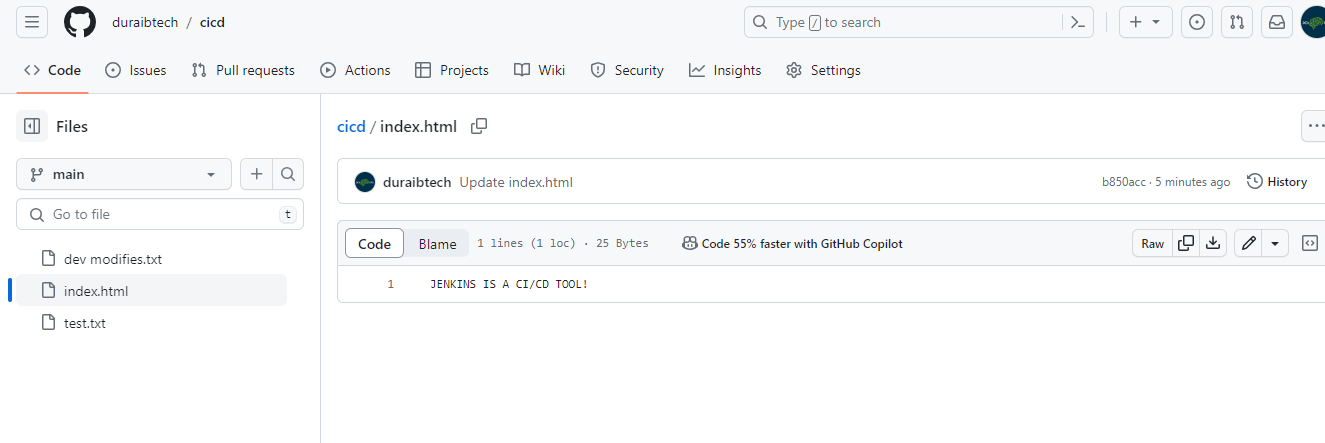 duraibtech / cicd
Type / to search
Code
Issues
Pull requests
Actions
Projects
Wiki
Security
Insights
Settings
Files
main
Go to file
t
dev modifies.txt
index.html
test.txt
cicd / index.html
duraibtech Update index.html
b850acc · 5 minutes ago
History
Code
Blame
1 lines (1 loc) · 25 Bytes
Code 55% faster with GitHub Copilot
Raw
1 JENKINS IS A CI/CD TOOL!